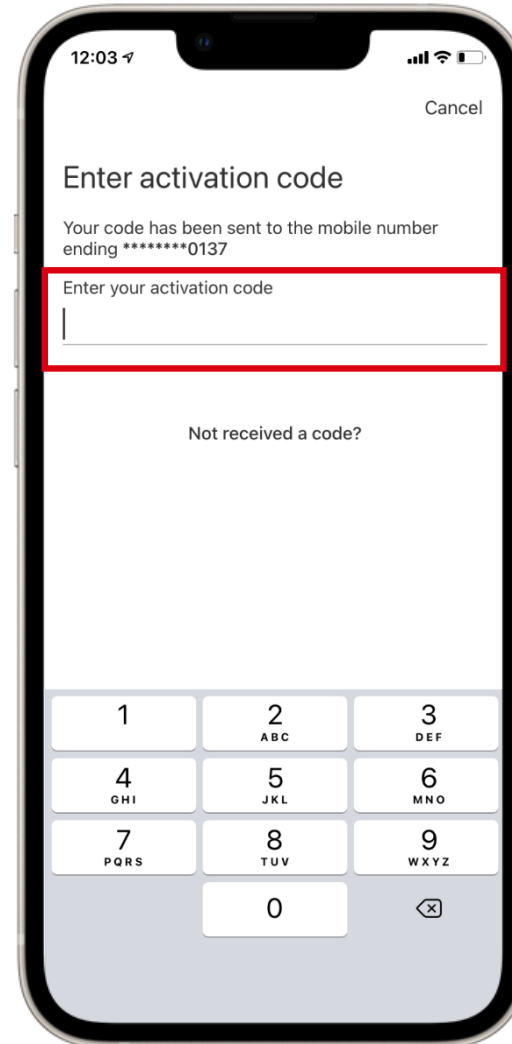 12:03
Cancel
Enter activation code
Your code has been sent to the mobile number
ending ********0137
Enter your activation code
Not received a code?
1
2
ABC
3
DEF
4
GHI
5
JKL
6
MNO
7
PQRS
8
TUV
9
WXYZ
0